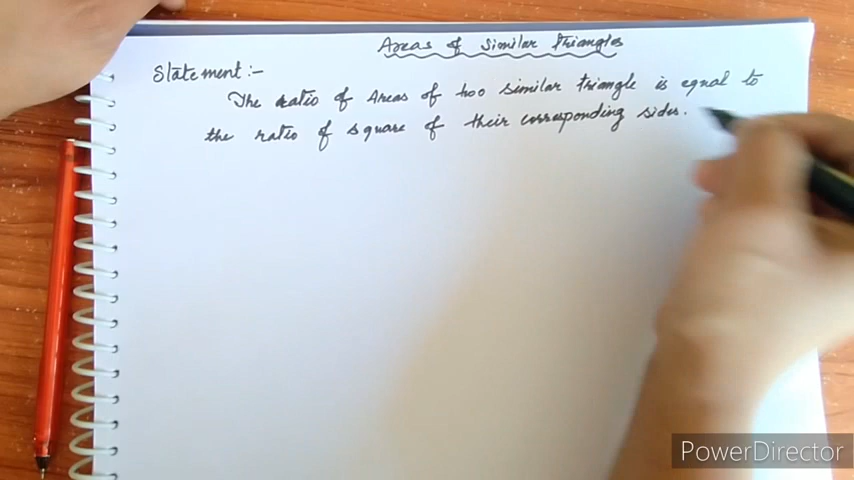 Areas of Similar Triangles
Statement :-
The ratio of Areas of two similar triangle is equal to
the ratio of square of their corresponding sides.
PowerDirector